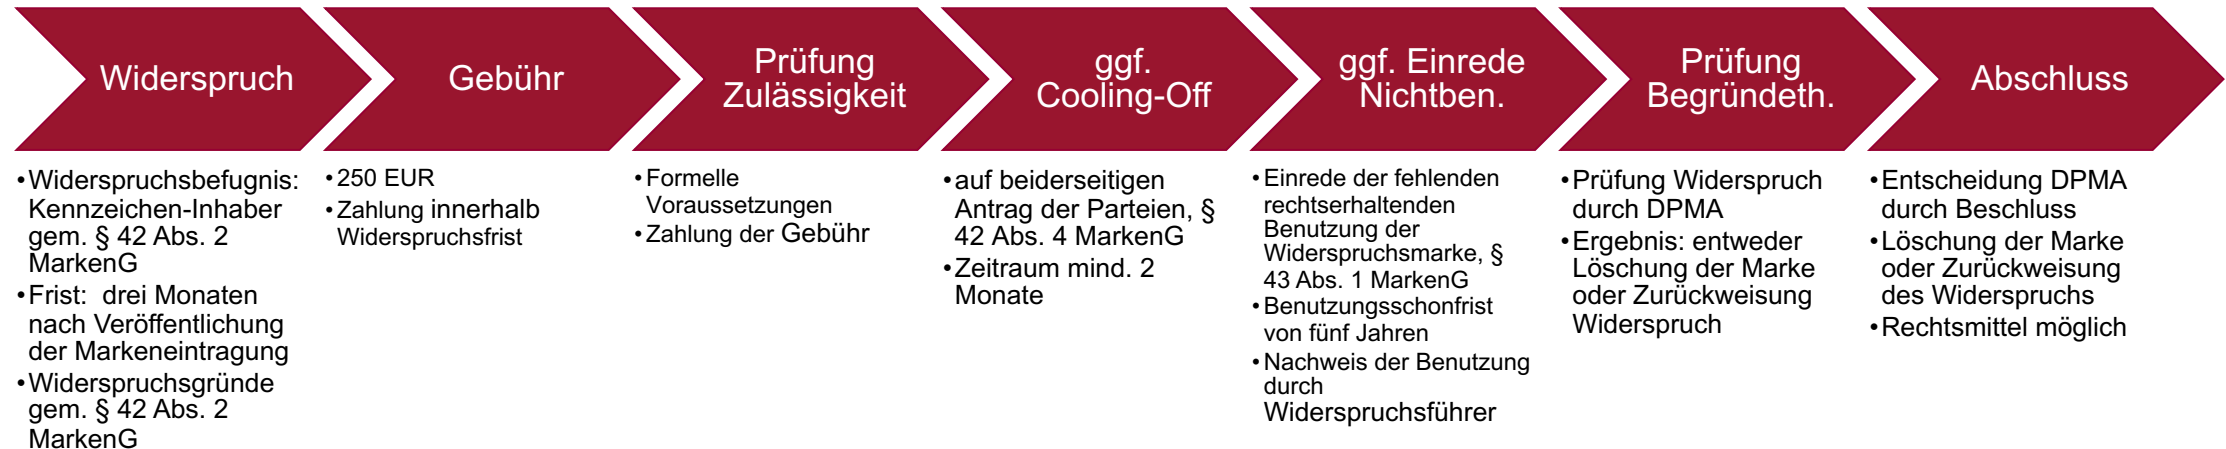 Widerspruch
•Widerspruchsbefugnis:
Kennzeichen-Inhaber
gem. § 42 Abs. 2
MarkenG
•Frist: drei Monaten
nach Veröffentlichung
der Markeneintragung
•Widerspruchsgründe
gem. § 42 Abs. 2
MarkenG
Gebühr
•250 EUR
•Zahlung innerhalb
Widerspruchsfrist
Prüfung
Zulässigkeit
•Formelle
Voraussetzungen
•Zahlung der Gebühr
ggf.
Cooling-Off
•auf beiderseitigen
Antrag der Parteien, §
42 Abs. 4 MarkenG
•Zeitraum mind. 2
Monate
ggf. Einrede
Nichtben.
•Einrede der fehlenden
rechtserhaltenden
Benutzung der
Widerspruchsmarke, §
43 Abs. 1 MarkenG
•Benutzungsschonfrist
von fünf Jahren
•Nachweis der Benutzung
durch
Widerspruchsführer
Prüfung
Begründeth.
•Prüfung Widerspruch
durch DPMA
•Ergebnis: entweder
Löschung der Marke
oder Zurückweisung
Widerspruch
Abschluss
•Entscheidung DPMA
durch Beschluss
•Löschung der Marke
oder Zurückweisung
des Widerspruchs
•Rechtsmittel möglich